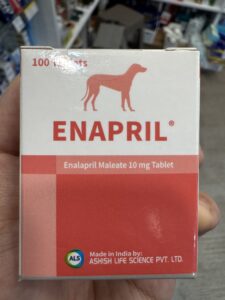 100 Tablets
ENAPRIL®
Enalapril Maleate 10 mg Tablet
ALS
Made in India by:
ASHISH LIFE SCIENCE PVT. LTD.